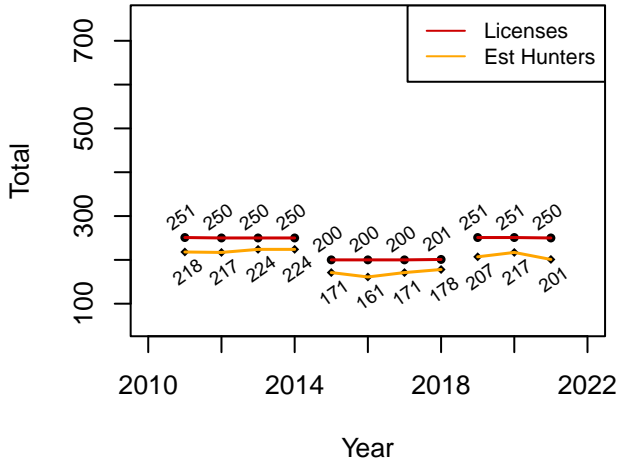 Licenses
Est Hunters
700
500
300
100
Total
251 250 250 250 200 200 200 201 251 251 250
218 217 224 224 171 161 171 178 207 217 201
2010 2014 2018 2022
Year